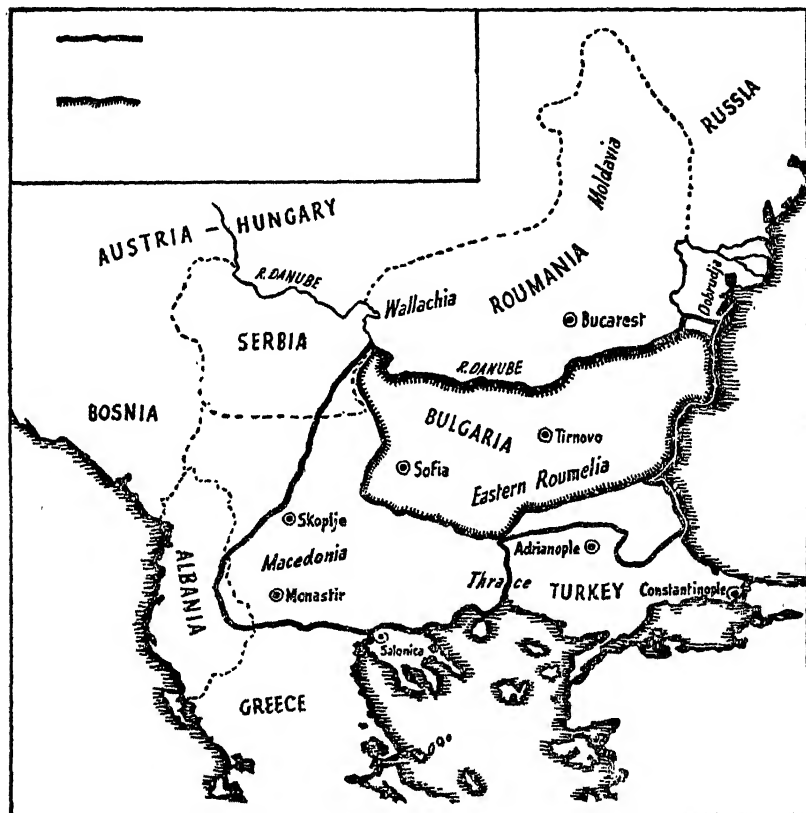 RUSSIA
Moldavia
AUSTRIA – HUNGARY
R. DANUBE
ROUMANIA
Dobrudja
Wallachia
Bucarest
SERBIA
R. DANUBE
BOSNIA
BULGARIA
Tirnovo
Sofia
Eastern Roumelia
Skoplje
Macedonia
Adrianople
ALBANIA
Monastir
Thrace
TURKEY
Constantinople
Salonica
GREECE